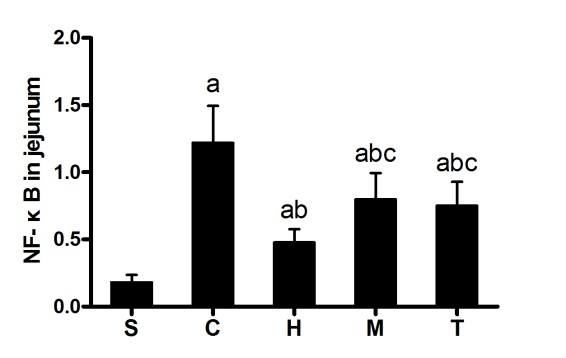 2.0
1.5
1.0
0.5
0.0
NF- κ B in jejunum
a
ab
abc
abc
S C H M T